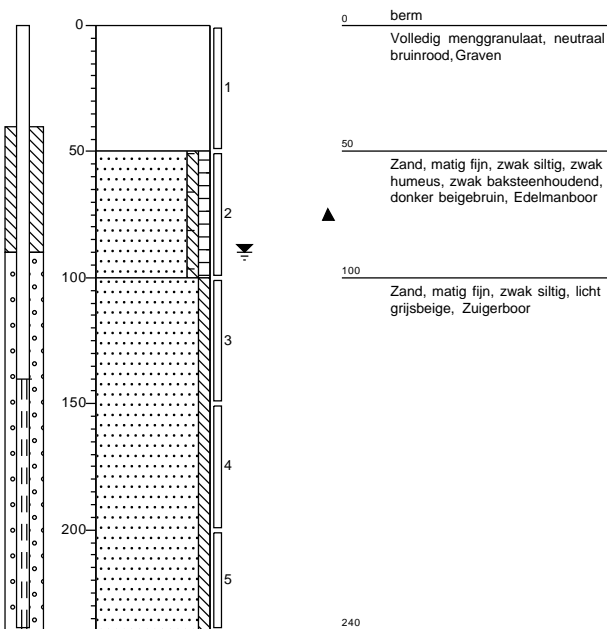 0
1
50
2
100
3
150
4
200
5
0 berm
Volledig menggranulaat, neutraal
bruinrood, Graven
50
Zand, matig fijn, zwak siltig, zwak
humeus, zwak baksteenhoudend,
donker beigebruin, Edelmanboor
100
Zand, matig fijn, zwak siltig, licht
grijsbeige, Zuigerboor
240